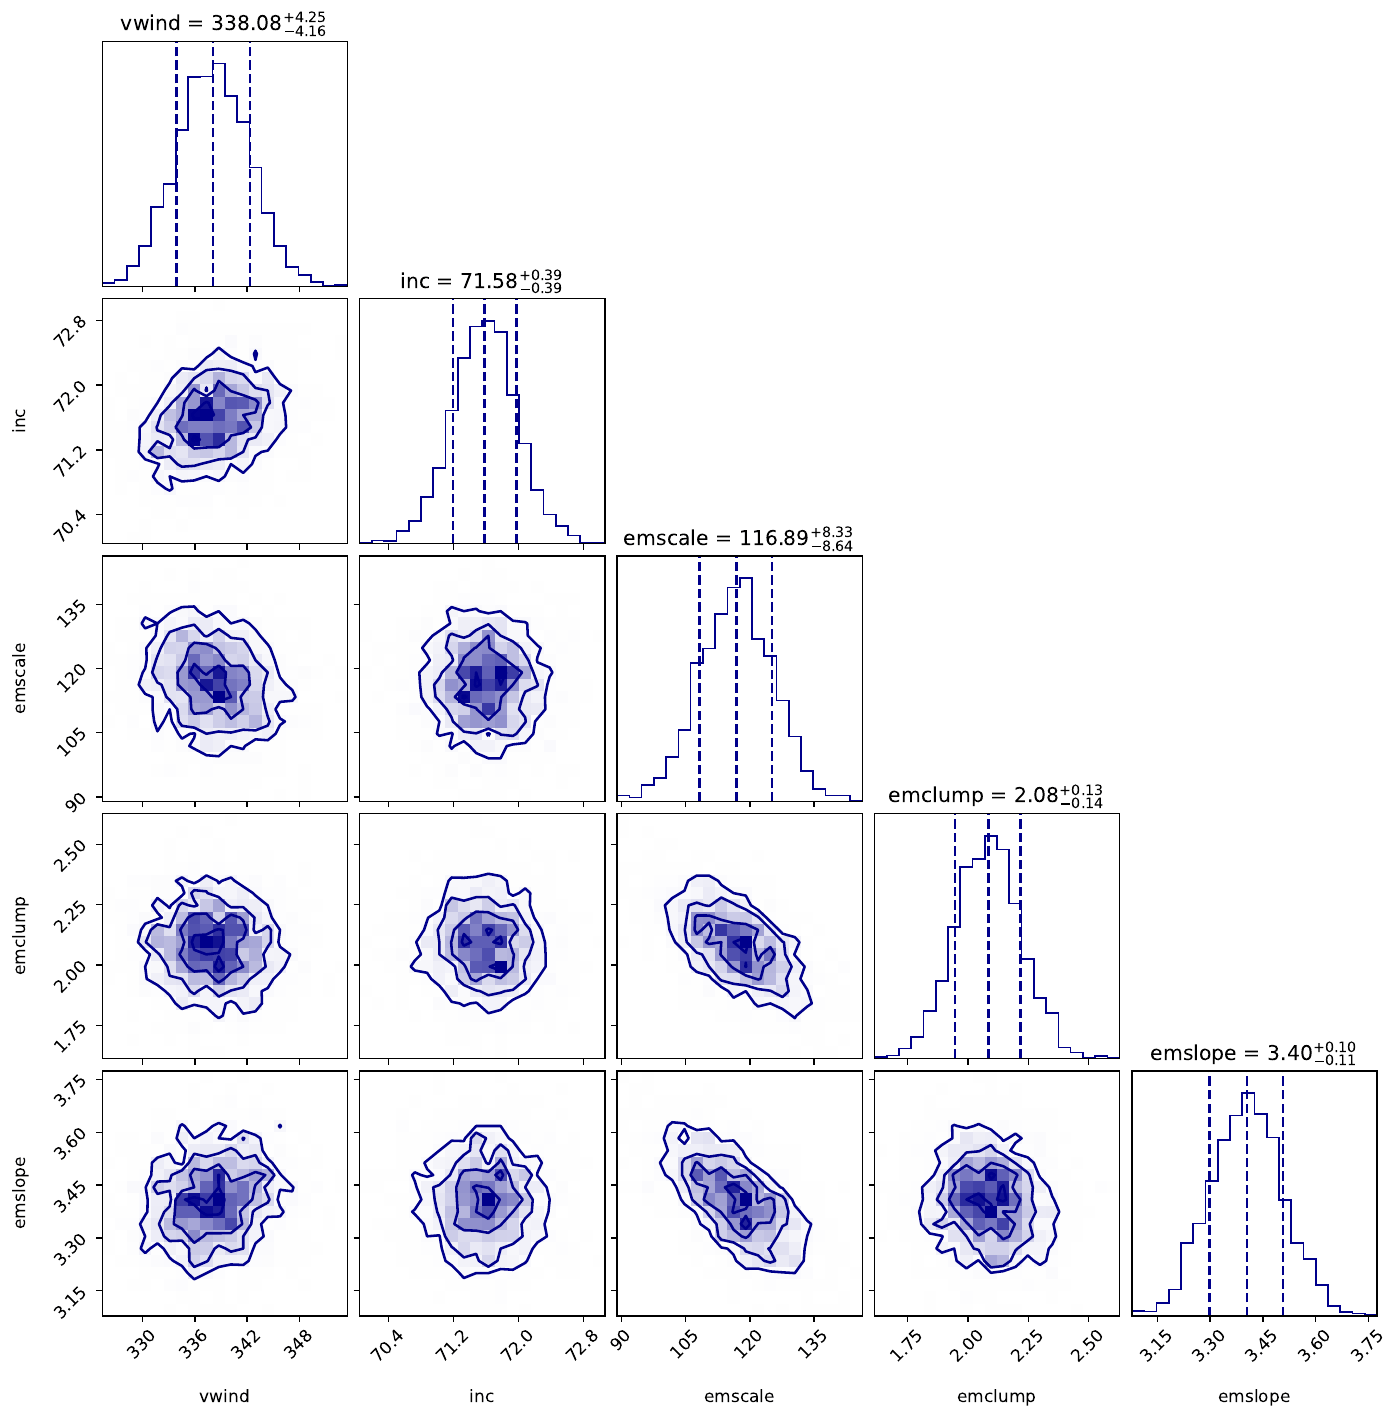 vwind = 338.08+4.25−4.16
inc = 71.58+0.39−0.39
72.8
72.0
71.2
70.4
inc
emscale = 116.89+8.33−8.64
135
120
105
90
emscale
emclump = 2.08+0.13−0.14
2.50
2.25
2.00
1.75
emclump
emslope = 3.40+0.10−0.11
3.75
3.60
3.45
3.30
3.15
emslope
330 336 342 348 70.4 71.2 72.0 72.8 90 105 120 135 1.75 2.00 2.25 2.50 3.15 3.30 3.45 3.60 3.75
vwind inc emscale emclump emslope